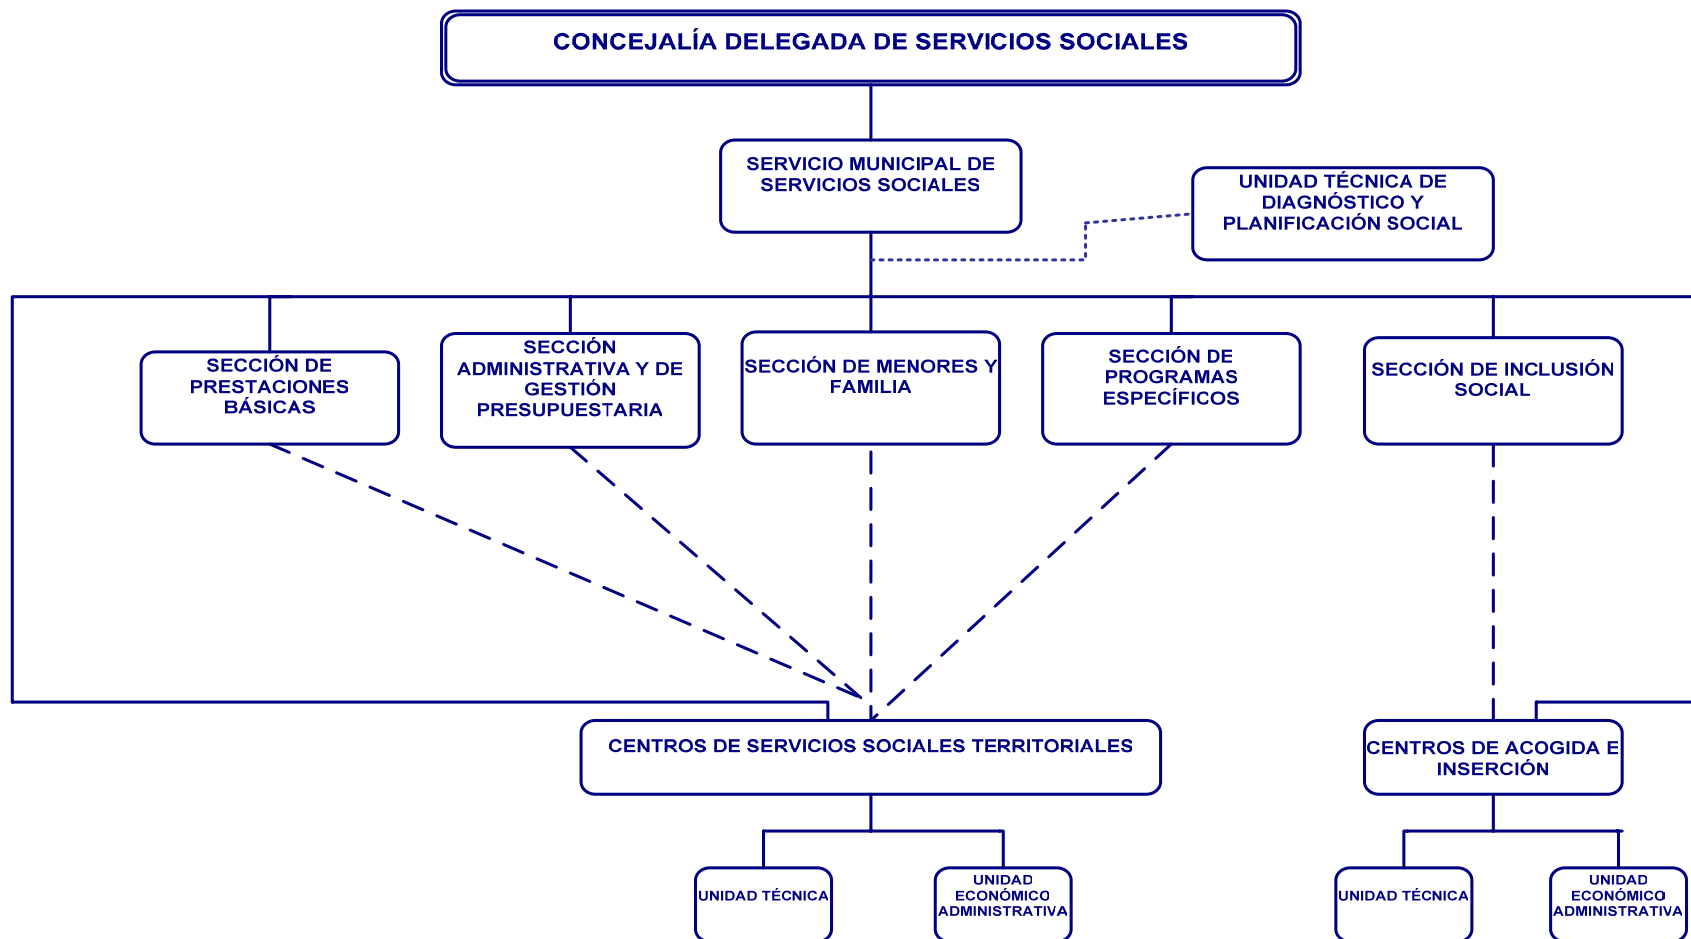 CONCEJALÍA DELEGADA DE SERVICIOS SOCIALES
SERVICIO MUNICIPAL DE
SERVICIOS SOCIALES
UNIDAD TÉCNICA DE
DIAGNÓSTICO Y
PLANIFICACIÓN SOCIAL
SECCIÓN DE
PRESTACIONES
BÁSICAS
SECCIÓN
ADMINISTRATIVA Y DE
GESTIÓN
PRESUPUESTARIA
SECCIÓN DE MENORES Y
FAMILIA
SECCIÓN DE
PROGRAMAS
ESPECÍFICOS
SECCIÓN DE INCLUSIÓN
SOCIAL
CENTROS DE SERVICIOS SOCIALES TERRITORIALES
CENTROS DE ACOGIDA E
INSERCIÓN
UNIDAD TÉCNICA
UNIDAD
ECONÓMICO
ADMINISTRATIVA
UNIDAD TÉCNICA
UNIDAD
ECONÓMICO
ADMINISTRATIVA